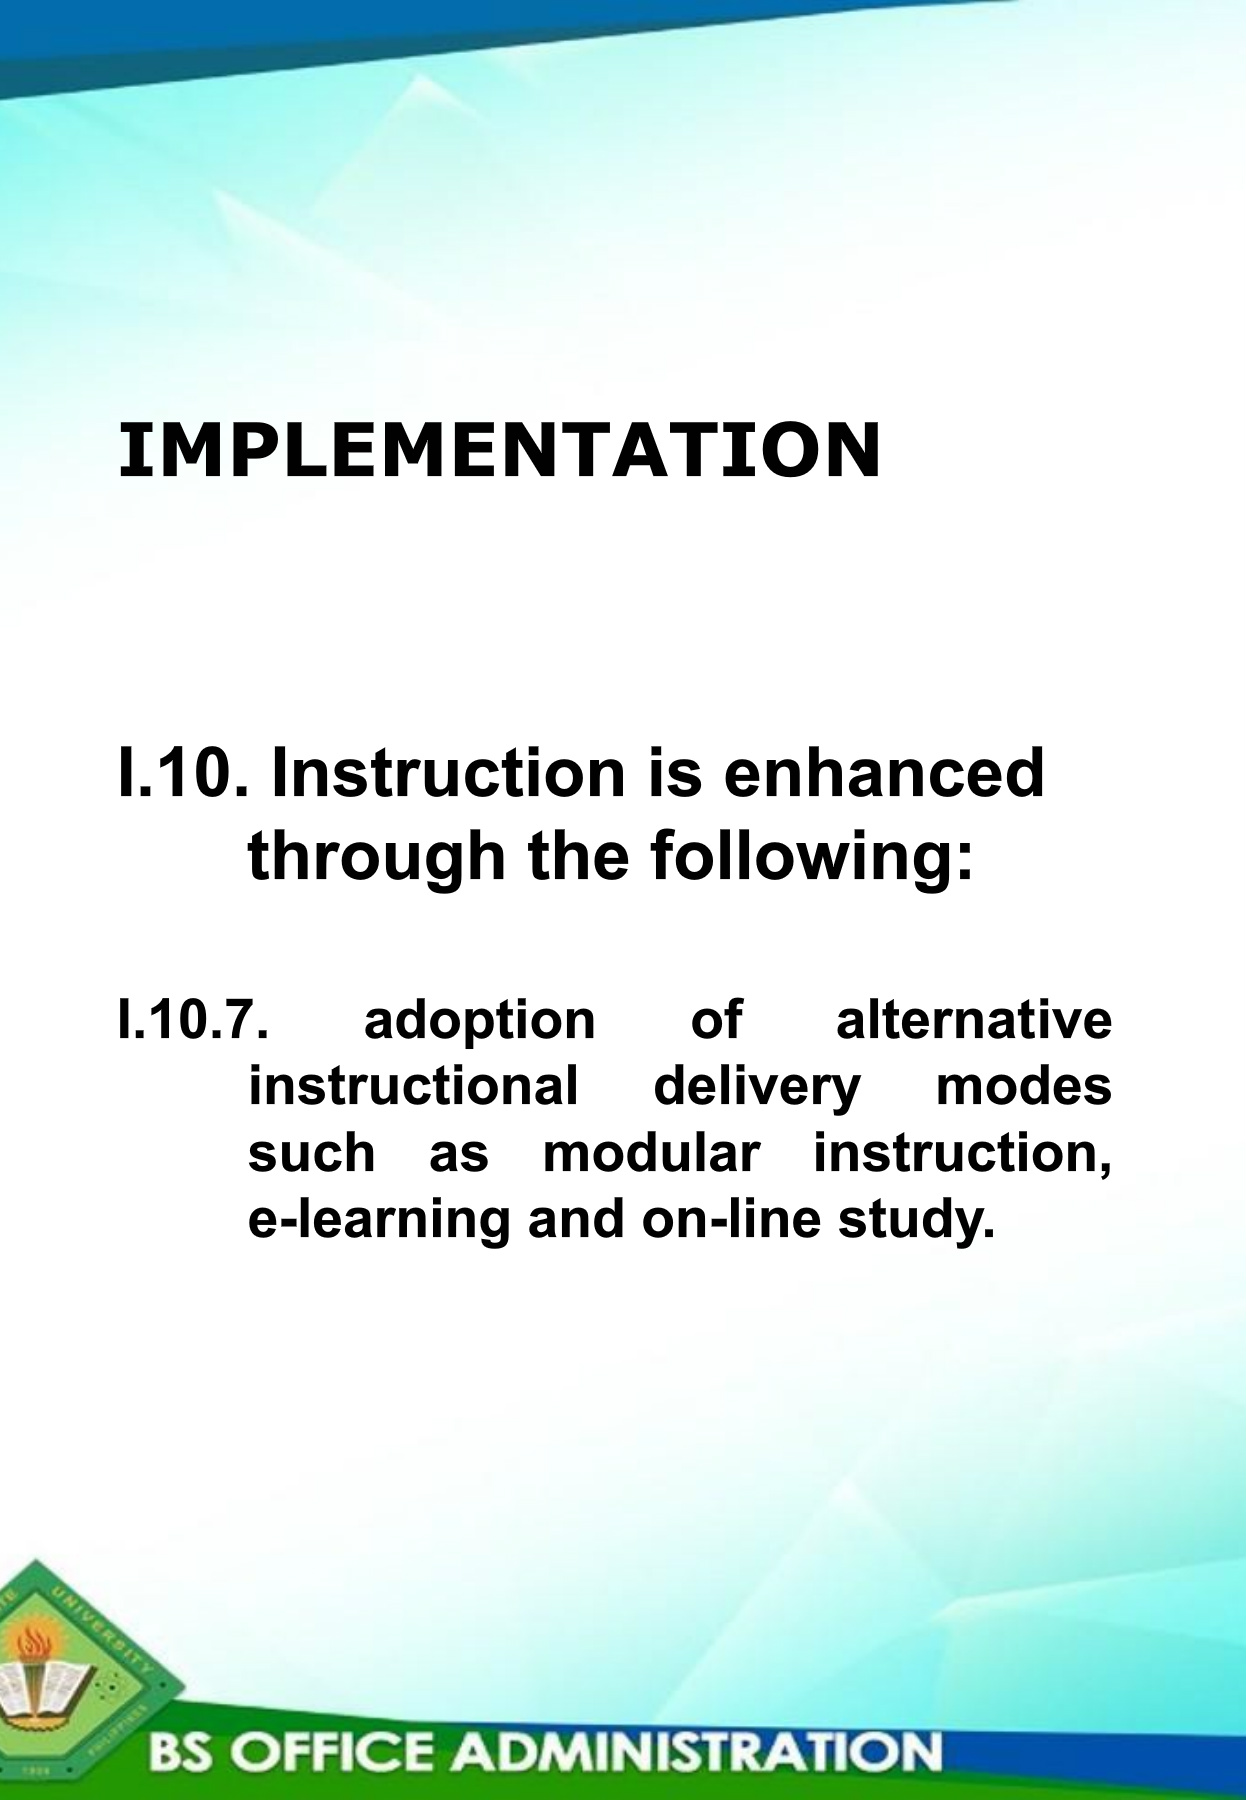 IMPLEMENTATION
I.10. Instruction is enhanced
through the following:
I.10.7. adoption of alternative
instructional delivery modes
such as modular instruction,
e-learning and on-line study.
UNIVERSITY
PHILIPPINES
BS OFFICE ADMINISTRATION